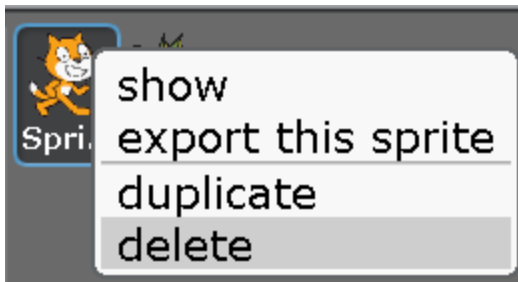 Spri
show
export this sprite
duplicate
delete